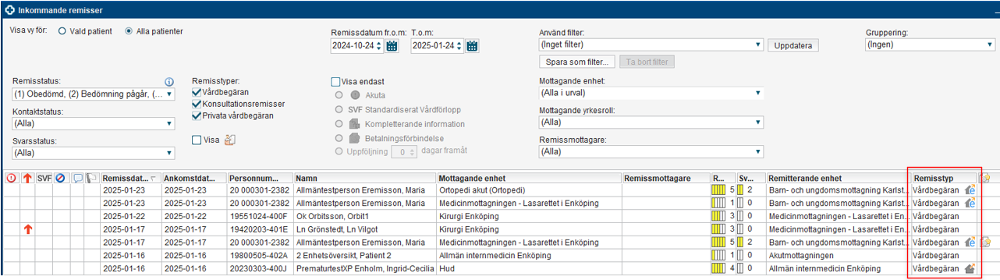 Inkommande remisser
Visa vy för: Vald patient Alla patienter
Remissdatum fr.o.m: T.o.m:
2024-10-24 2025-01-24
Använd filter:
(Inget filter) Uppdatera
Spara som filter... Ta bort filter
Gruppering:
(Ingen)
Remisstatus:
(1) Obedömd, (2) Bedömning pågår, (...
Kontaktstatus:
(Alla)
Svarsstatus:
(Alla)
Remisstyper:
Vårdbegäran
Konsultationsremisser
Privata vårdbegäran
Visa
Visa endast
Akuta
SVF Standardiserat Vårdförlopp
Kompletterande information
Betalningsförbindelse
Uppföljning 0 dagar framåt
Mottagande enhet:
(Alla i urval)
Mottagande yrkesroll:
(Alla)
Remissmottagare:
(Alla)
SVF Remissdat... Ankomstdat... Personnum... Namn Mottagande enhet Remissmottagare R... Sv... Remitterande enhet Remisstyp
2025-01-23 2025-01-23 20 000301-2382 Allmäntestperson Eremisson, Maria Ortopedi akut (Ortopedi) 5 2 Barn- och ungdomsmottagning Karlst... Vårdbegäran
2025-01-23 2025-01-23 20 000301-2382 Allmäntestperson Eremisson, Maria Medicinmottagningen - Lasarettet i Enköping 1 0 Barn- och ungdomsmottagning Karlst... Vårdbegäran
2025-01-22 2025-01-22 19551024-400F Ok Orbitsson, Orbit1 Kirurgi Enköping 3 0 Medicinmottagningen - Lasarettet i En... Vårdbegäran
2025-01-17 2025-01-17 19420203-401E Ln Grönstedt, Ln Vilgot Kirurgi Enköping 3 0 Medicinmottagningen - Lasarettet i En... Vårdbegäran
2025-01-17 2025-01-17 20 000301-2382 Allmäntestperson Eremisson, Maria Medicinmottagningen - Lasarettet i Enköping 5 2 Barn- och ungdomsmottagning Karlst... Vårdbegäran
2025-01-16 2025-01-16 19800505-402A 2 Enhetsöversikt, Patient 2 Allmän internmedicin Enköping 1 0 Akutmottagningen Vårdbegäran
2025-01-16 2025-01-16 20230303-400J PrematurtestXP Enholm, Ingrid-Cecilia Hud 4 0 Allmän internmedicin Enköping Vårdbegäran